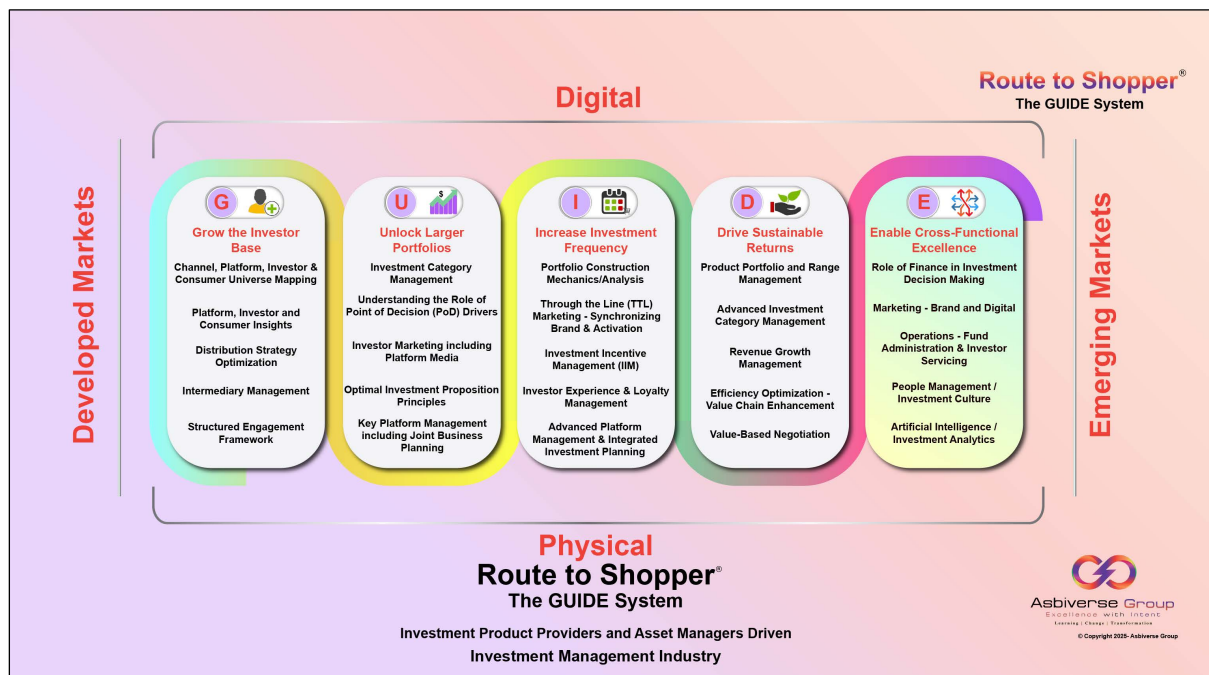 Route to Shopper®
The GUIDE System
Digital
Developed Markets
Emerging Markets
G
Grow the Investor
Base
Channel, Platform, Investor &
Consumer Universe Mapping
Platform, Investor and
Consumer Insights
Distribution Strategy
Optimization
Intermediary Management
Structured Engagement
Framework
U
$
Unlock Larger
Portfolios
Investment Category
Management
Understanding the Role of
Point of Decision (PoD) Drivers
Investor Marketing including
Platform Media
Optimal Investment Proposition
Principles
Key Platform Management
including Joint Business
Planning
I
Increase Investment
Frequency
Portfolio Construction
Mechanics/Analysis
Through the Line (TTL)
Marketing - Synchronizing
Brand & Activation
Investment Incentive
Management (IIM)
Investor Experience & Loyalty
Management
Advanced Platform
Management & Integrated
Investment Planning
D
Drive Sustainable
Returns
Product Portfolio and Range
Management
Advanced Investment
Category Management
Revenue Growth
Management
Efficiency Optimization -
Value Chain Enhancement
Value-Based Negotiation
E
Enable Cross-Functional
Excellence
Role of Finance in Investment
Decision Making
Marketing - Brand and Digital
Operations - Fund
Administration & Investor
Servicing
People Management /
Investment Culture
Artificial Intelligence /
Investment Analytics
Physical
Route to Shopper®
The GUIDE System
Investment Product Providers and Asset Managers Driven
Investment Management Industry
Asbiverse Group
Excellence with Intent
Learning | Change | Transformation
© Copyright 2025- Asbiverse Group